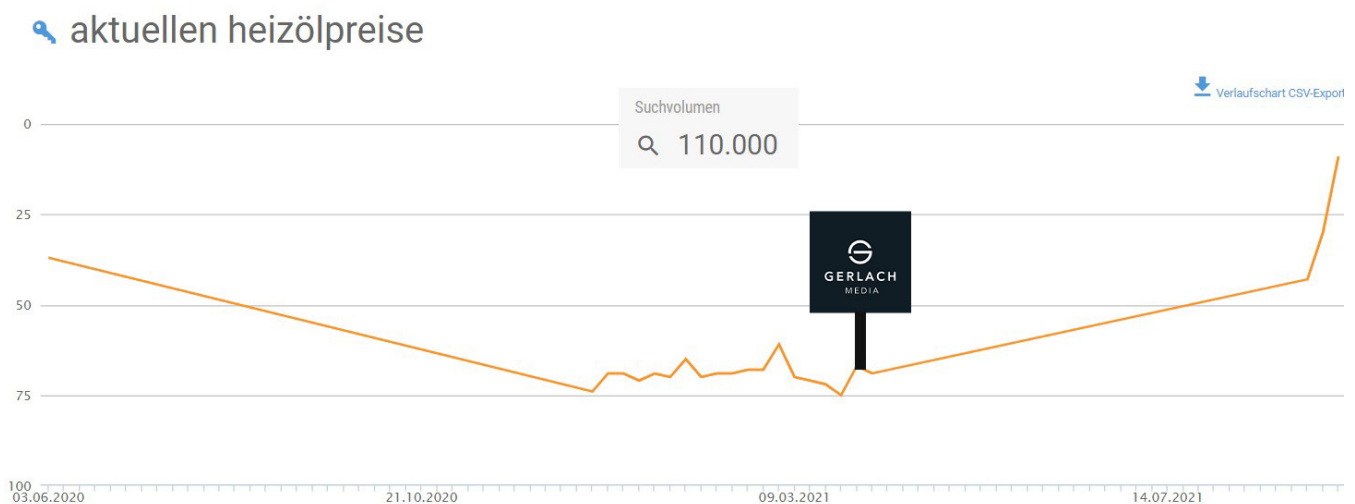 aktuellen heizölpreise
Suchvolumen
110.000
Verlaufschart CSV-Export
0
25
50
75
100
GERLACH
MEDIA
03.06.2020
21.10.2020
09.03.2021
14.07.2021